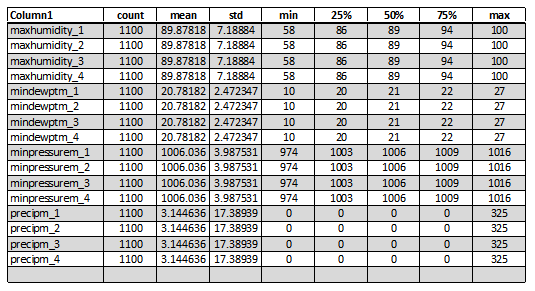 Column1 count mean std min 25% 50% 75% max
maxhumidity_1 1100 89.87818 7.18884 58 86 89 94 100
maxhumidity_2 1100 89.87818 7.18884 58 86 89 94 100
maxhumidity_3 1100 89.87818 7.18884 58 86 89 94 100
maxhumidity_4 1100 89.87818 7.18884 58 86 89 94 100
mindewptm_1 1100 20.78182 2.472347 10 20 21 22 27
mindewptm_2 1100 20.78182 2.472347 10 20 21 22 27
mindewptm_3 1100 20.78182 2.472347 10 20 21 22 27
mindewptm_4 1100 20.78182 2.472347 10 20 21 22 27
minpressurem_1 1100 1006.036 3.987531 974 1003 1006 1009 1016
minpressurem_2 1100 1006.036 3.987531 974 1003 1006 1009 1016
minpressurem_3 1100 1006.036 3.987531 974 1003 1006 1009 1016
minpressurem_4 1100 1006.036 3.987531 974 1003 1006 1009 1016
precipm_1 1100 3.144636 17.38939 0 0 0 0 325
precipm_2 1100 3.144636 17.38939 0 0 0 0 325
precipm_3 1100 3.144636 17.38939 0 0 0 0 325
precipm_4 1100 3.144636 17.38939 0 0 0 0 325